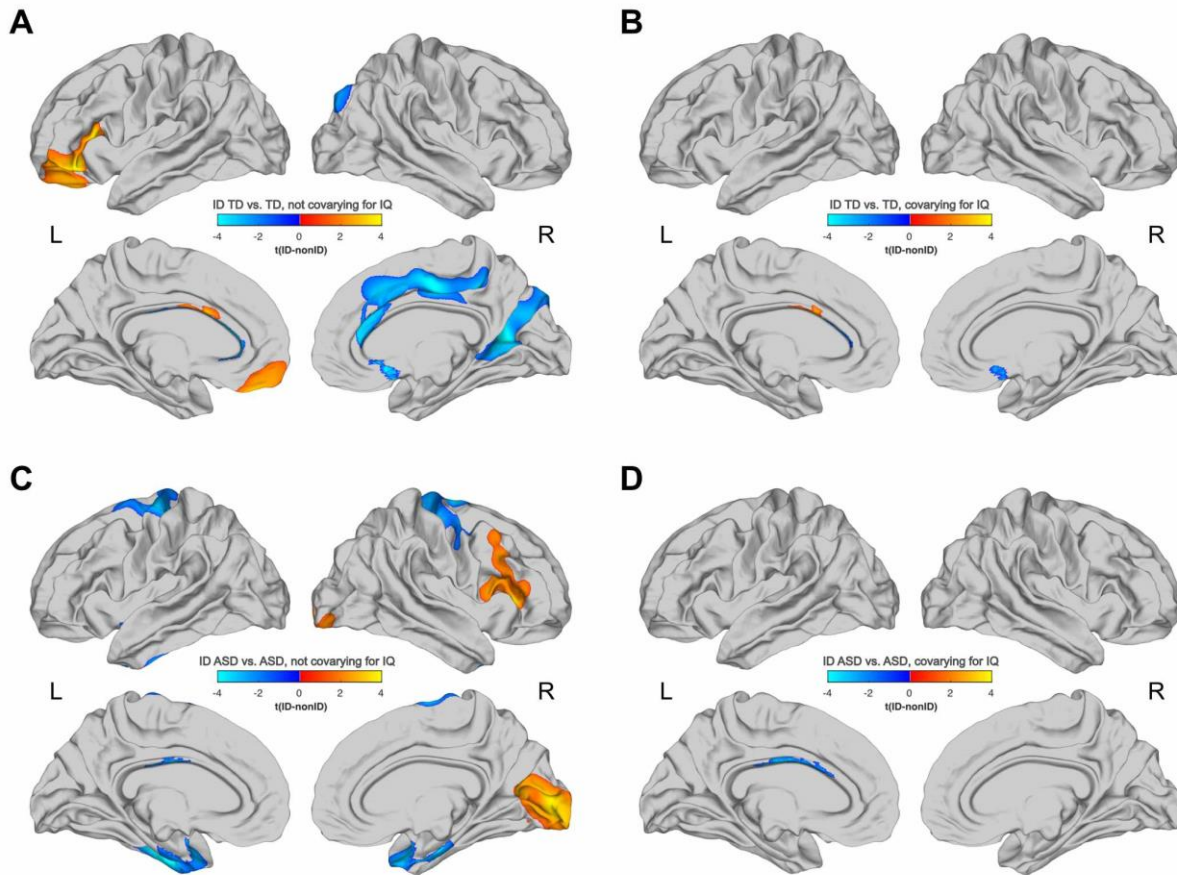 A
B
ID TD vs. TD, not covarying for IQ
-4 -2 0 2 4
t(ID-nonID)
L
R
ID TD vs. TD, covarying for IQ
-4 -2 0 2 4
t(ID-nonID)
L
R
C
D
ID ASD vs. ASD, not covarying for IQ
-4 -2 0 2 4
t(ID-nonID)
L
R
ID ASD vs. ASD, covarying for IQ
-4 -2 0 2 4
t(ID-nonID)
L
R